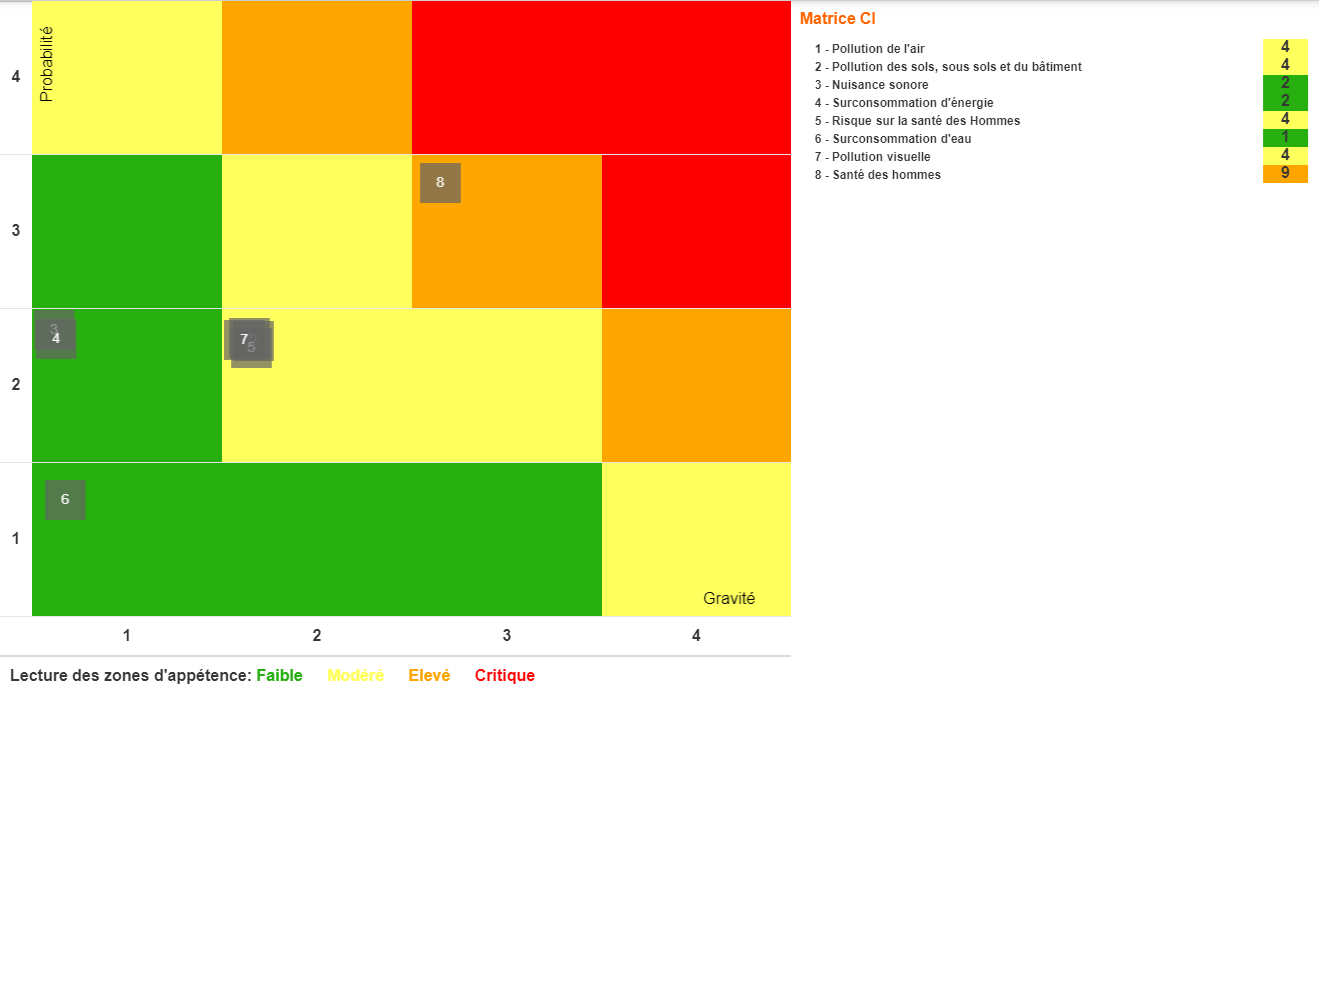 Matrice CI
1 - Pollution de l'air 4
2 - Pollution des sols, sous sols et du bâtiment 4
3 - Nuisance sonore 2
4 - Surconsommation d'énergie 2
5 - Risque sur la santé des Hommes 4
6 - Surconsommation d'eau 1
7 - Pollution visuelle 4
8 - Santé des hommes 9
Probabilité
4
3
8
3
4
7
5
2
6
1
Gravité
1 2 3 4
Lecture des zones d'appétence: Faible Modéré Elevé Critique